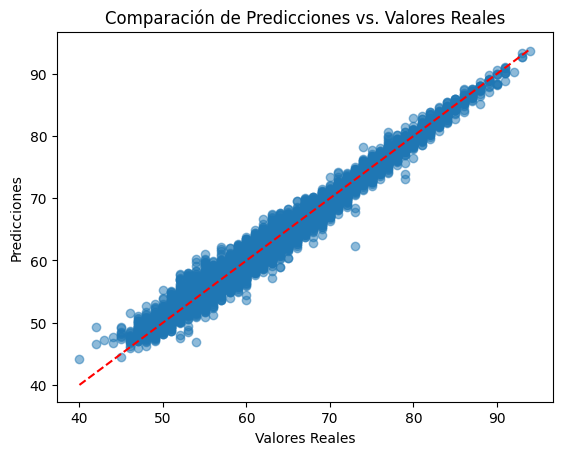 Comparación de Predicciones vs. Valores Reales
90
80
70
60
50
40
Predicciones
40 50 60 70 80 90
Valores Reales